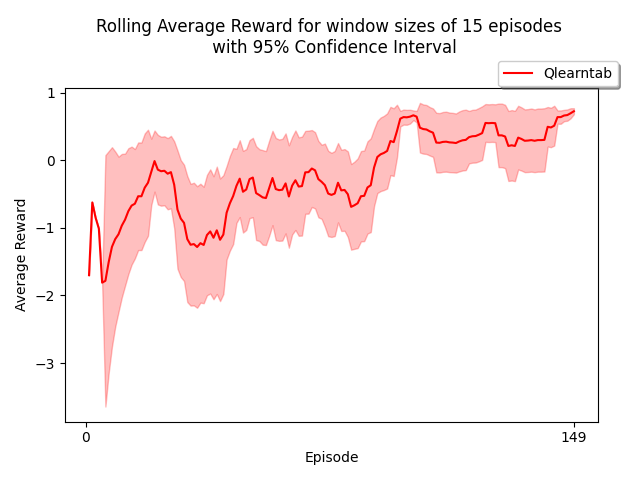 Rolling Average Reward for window sizes of 15 episodes
with 95% Confidence Interval
Qlearntab
1
0
−1
−2
−3
Average Reward
0
149
Episode